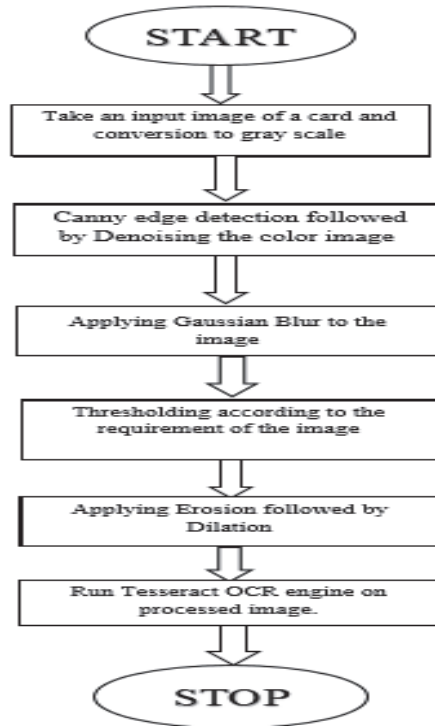 START
Take an input image of a card and
conversion to gray scale
Canny edge detection followed
by Denoising the color image
Applying Gaussian Blur to the
image
Thresholding according to the
requirement of the image
Applying Erosion followed by
Dilation
Run Tesseract OCR engine on
processed image.
STOP